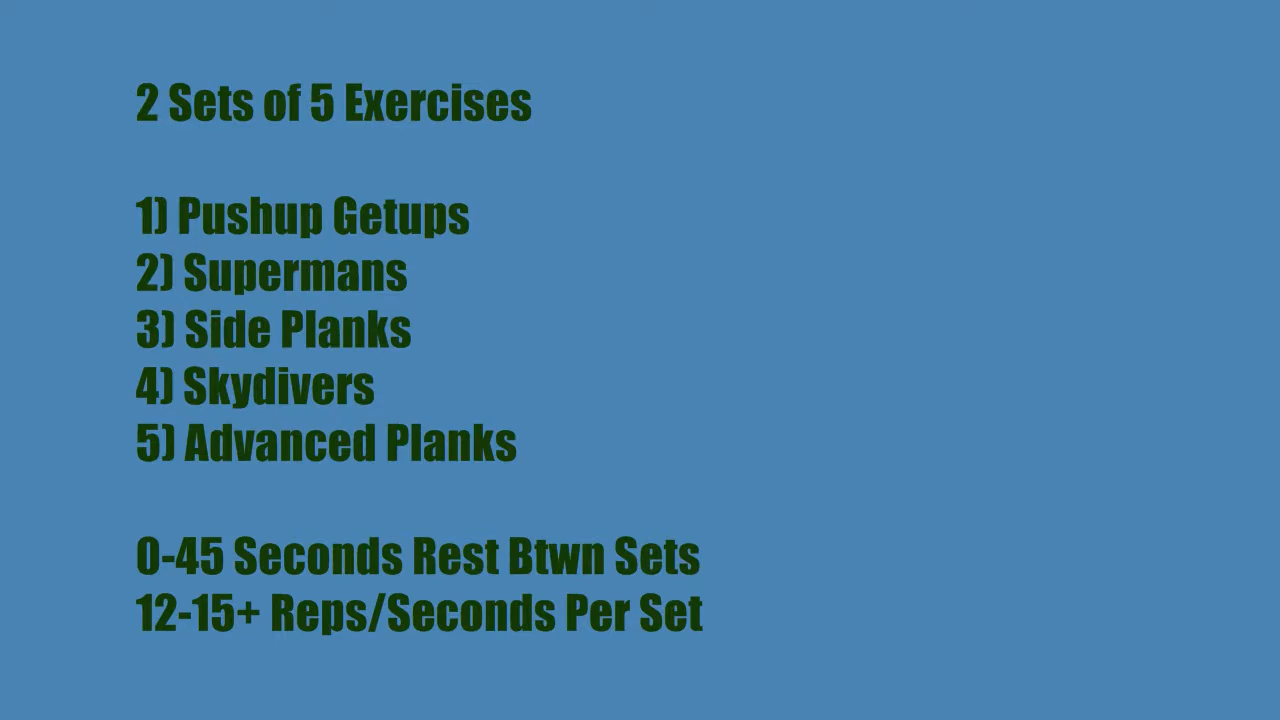 2 Sets of 5 Exercises
1) Pushup Getups
2) Supermans
3) Side Planks
4) Skydivers
5) Advanced Planks
0-45 Seconds Rest Btwn Sets
12-15+ Reps/Seconds Per Set